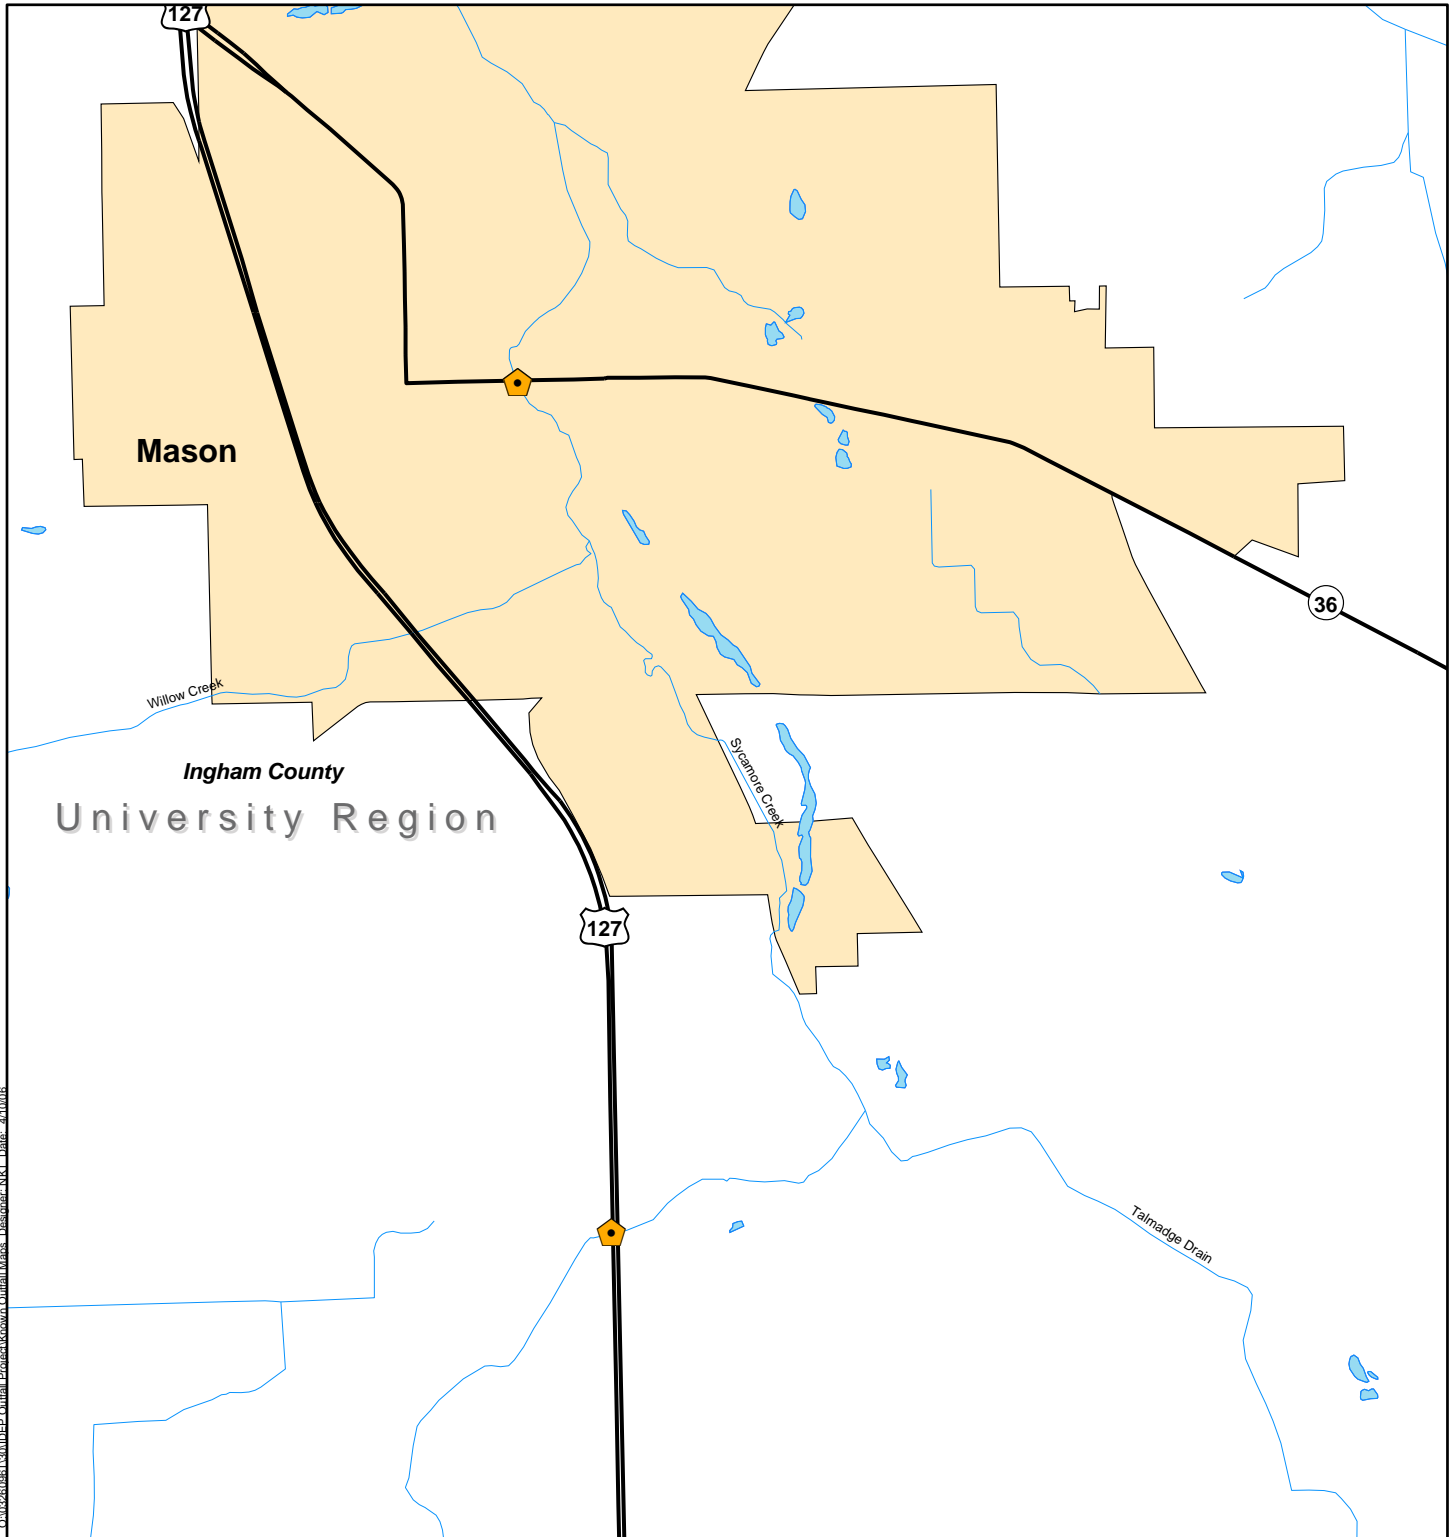 127
Mason
36
Willow Creek
Ingham County
University Region
Sycamore Creek
127
Talmadge Drain